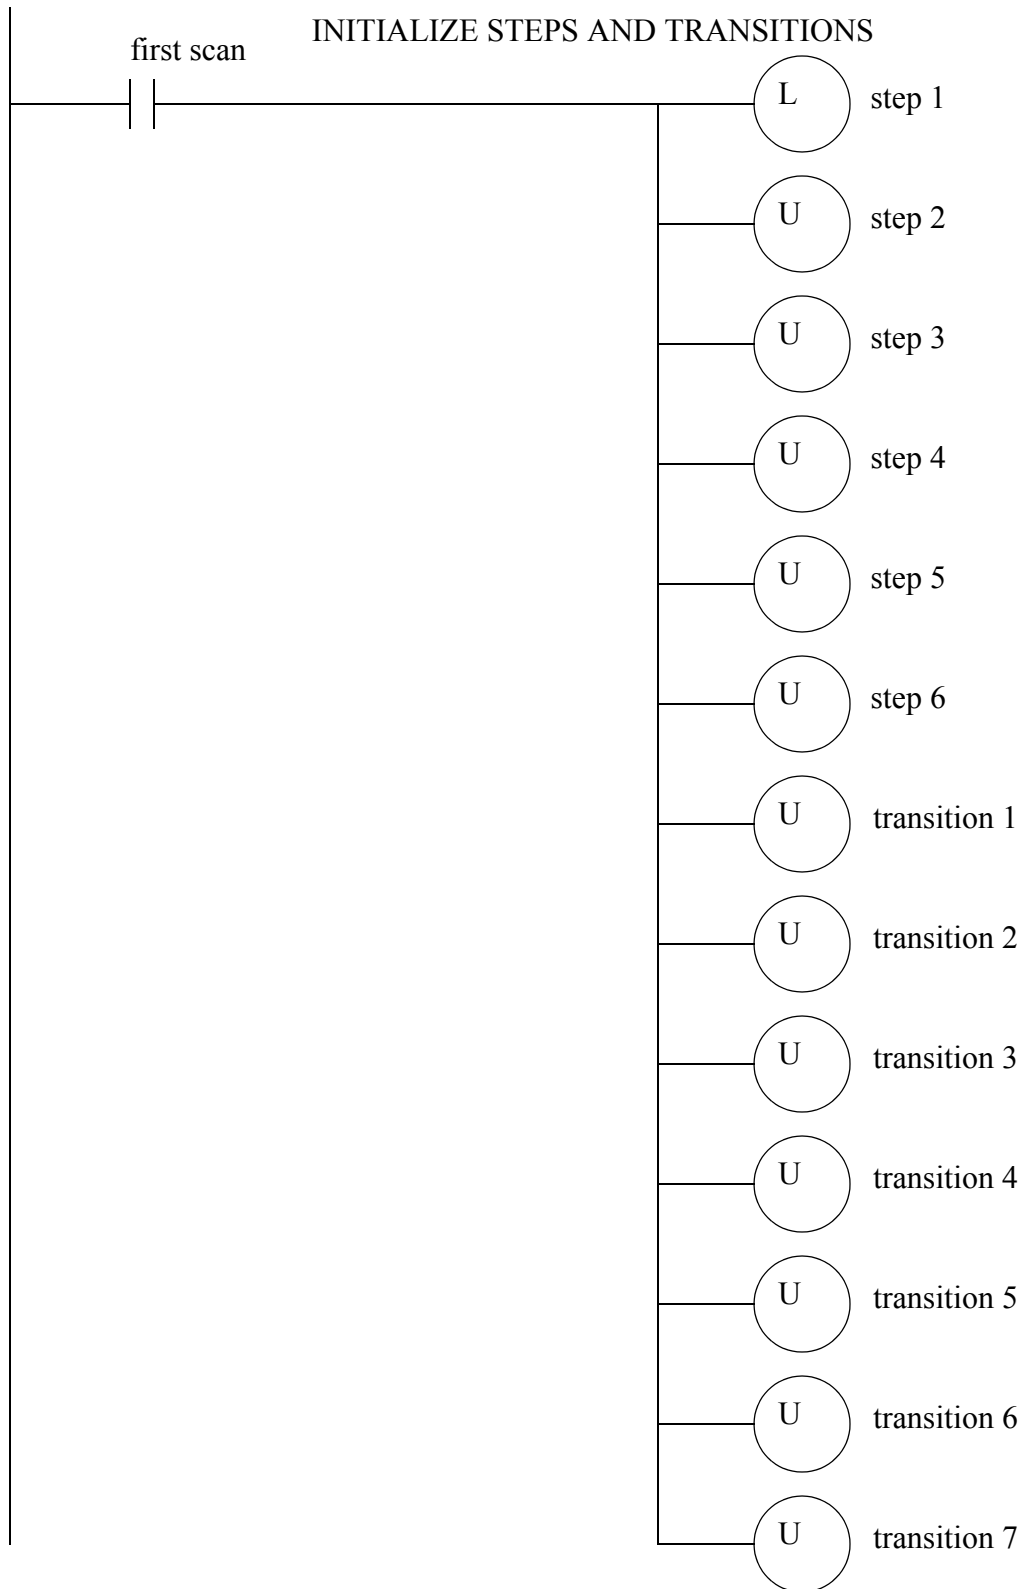 INITIALIZE STEPS AND TRANSITIONS
first scan
L step 1
U step 2
U step 3
U step 4
U step 5
U step 6
U transition 1
U transition 2
U transition 3
U transition 4
U transition 5
U transition 6
U transition 7